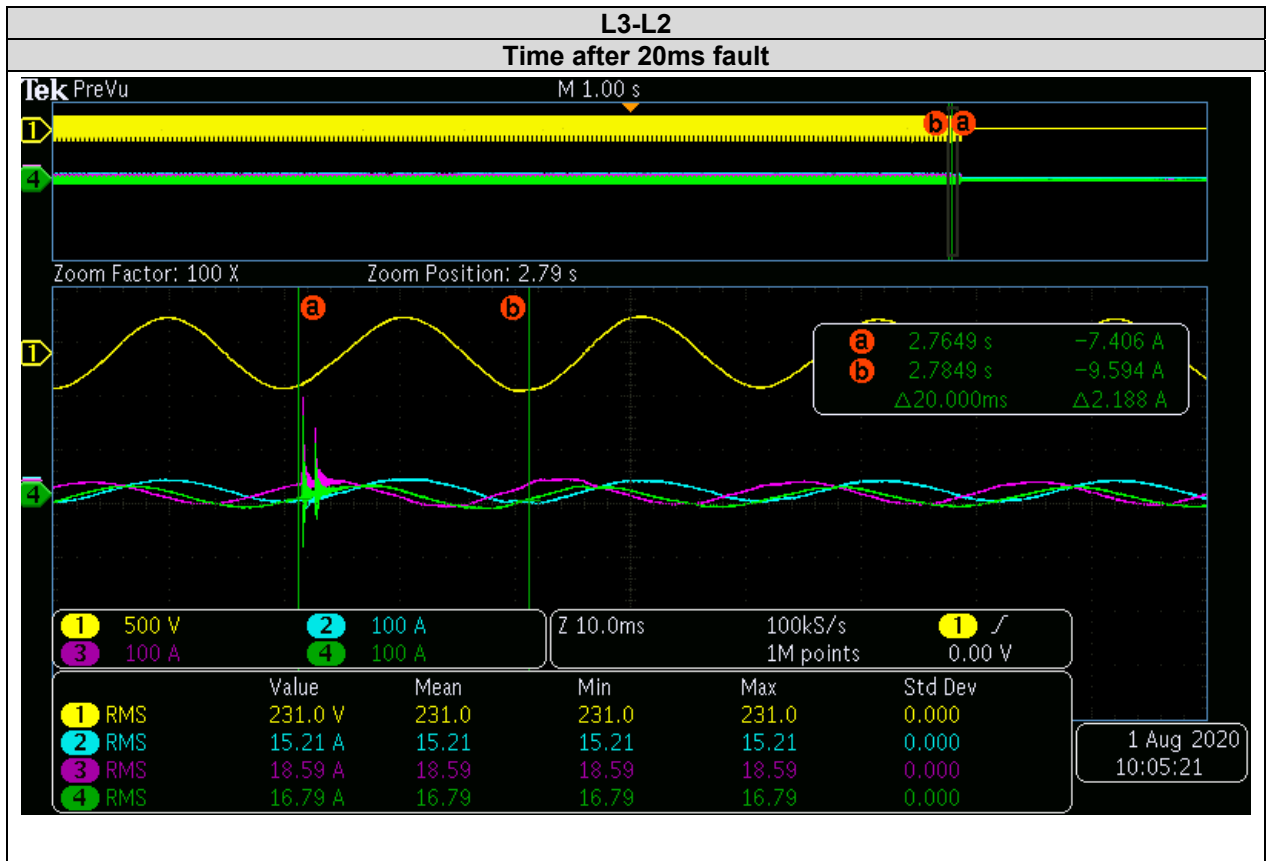 L3-L2
Time after 20ms fault
Tek PreVu M 1.00 s
1
b a
4
Zoom Factor: 100 X Zoom Position: 2.79 s
a b
1
a 2.7649 s −7.406 A
b 2.7849 s −9.594 A
△20.000ms △2.188 A
4
1 500 V 2 100 A Z 10.0ms 100kS/s 1
3 100 A 4 100 A 1M points 0.00 V
Value Mean Min Max Std Dev
1 RMS 231.0 V 231.0 231.0 231.0 0.000
2 RMS 15.21 A 15.21 15.21 15.21 0.000
3 RMS 18.59 A 18.59 18.59 18.59 0.000
4 RMS 16.79 A 16.79 16.79 16.79 0.000
1 Aug 2020
10:05:21